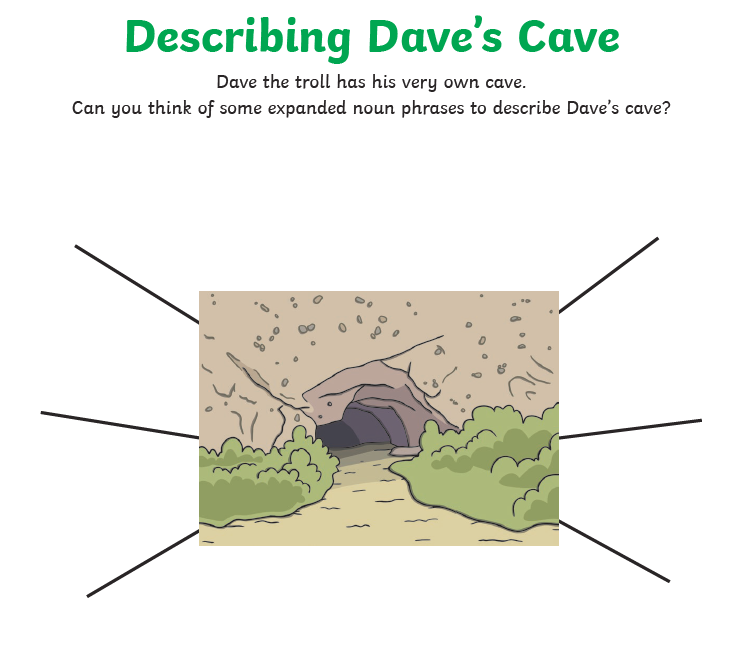 Describing Dave's Cave
Dave the troll has his very own cave.
Can you think of some expanded noun phrases to describe Dave's cave?